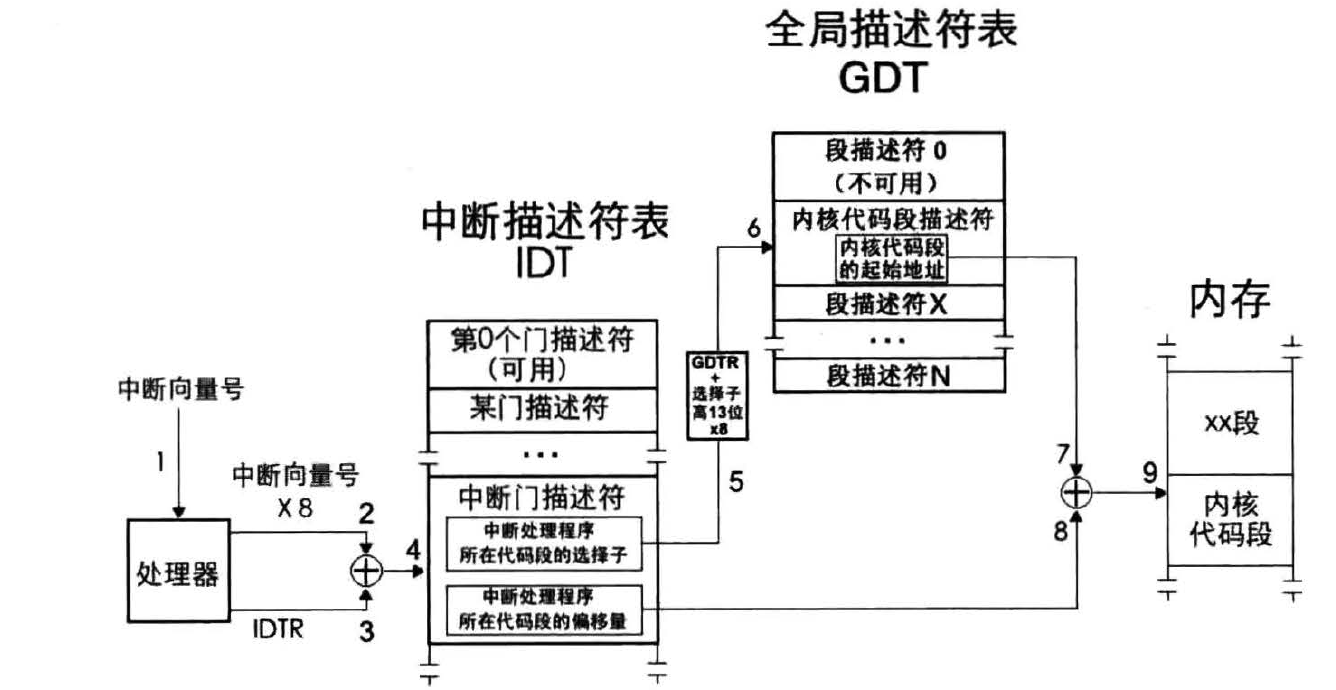 全局描述符表
GDT
段描述符 0
（不可用）
内核代码段描述符
内核代码段
的起始地址
段描述符X
...
段描述符N
中断描述符表
IDT
第0个门描述符
(可用)
某门描述符
...
中断门描述符
中断处理程序
所在代码段的选择子
中断处理程序
所在代码段的偏移量
中断向量号
1
处理器
中断向量号
X 8
2
IDTR
3
4
5
GDTR
+
选择子
高13位
x8
6
7
8
9
内存
xx段
内核
代码段